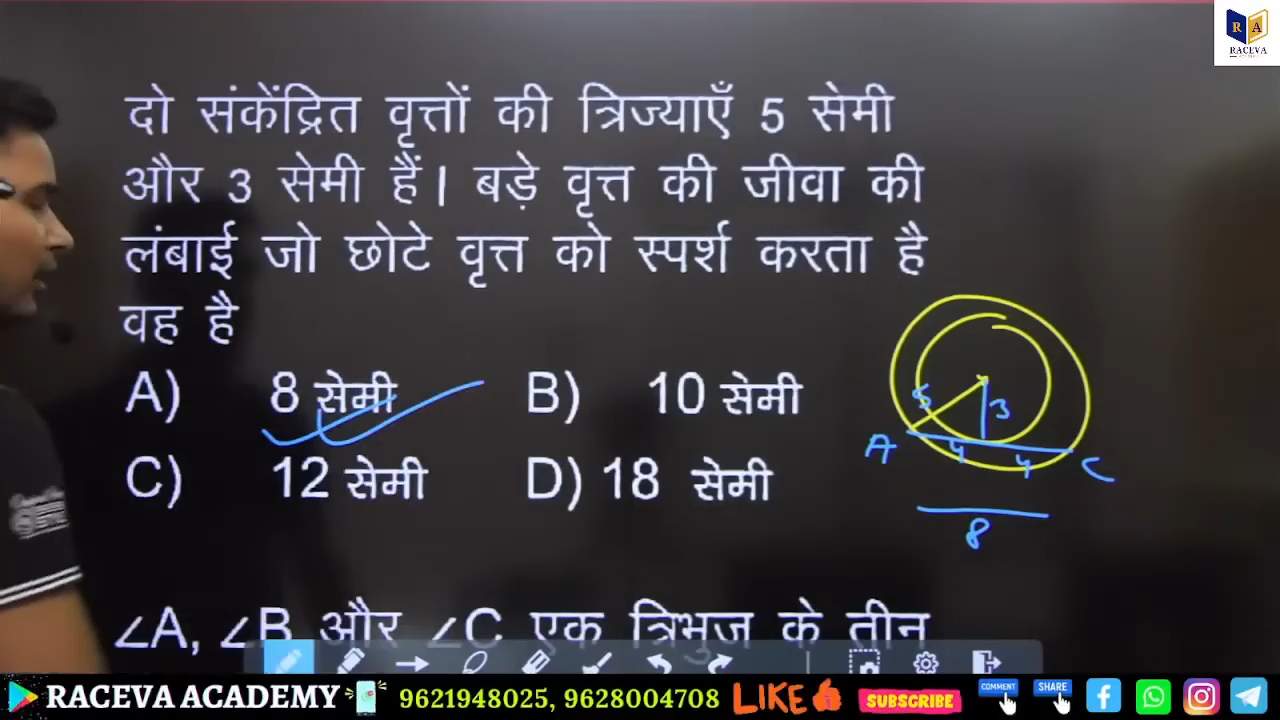 RACEVA
दो संकेंद्रित वृत्तों की त्रिज्याएँ 5 सेमी
और 3 सेमी हैं। बड़े वृत्त की जीवा की
लंबाई जो छोटे वृत्त को स्पर्श करता है
वह है
A) 8 सेमी B) 10 सेमी
C) 12 सेमी D) 18 सेमी
5 3
A 4 4 C
8
∠A, ∠B और ∠C एक त्रिभुज के तीन
RACEVA ACADEMY 9621948025, 9628004708 LIKE SUBSCRIBE COMMENT SHARE